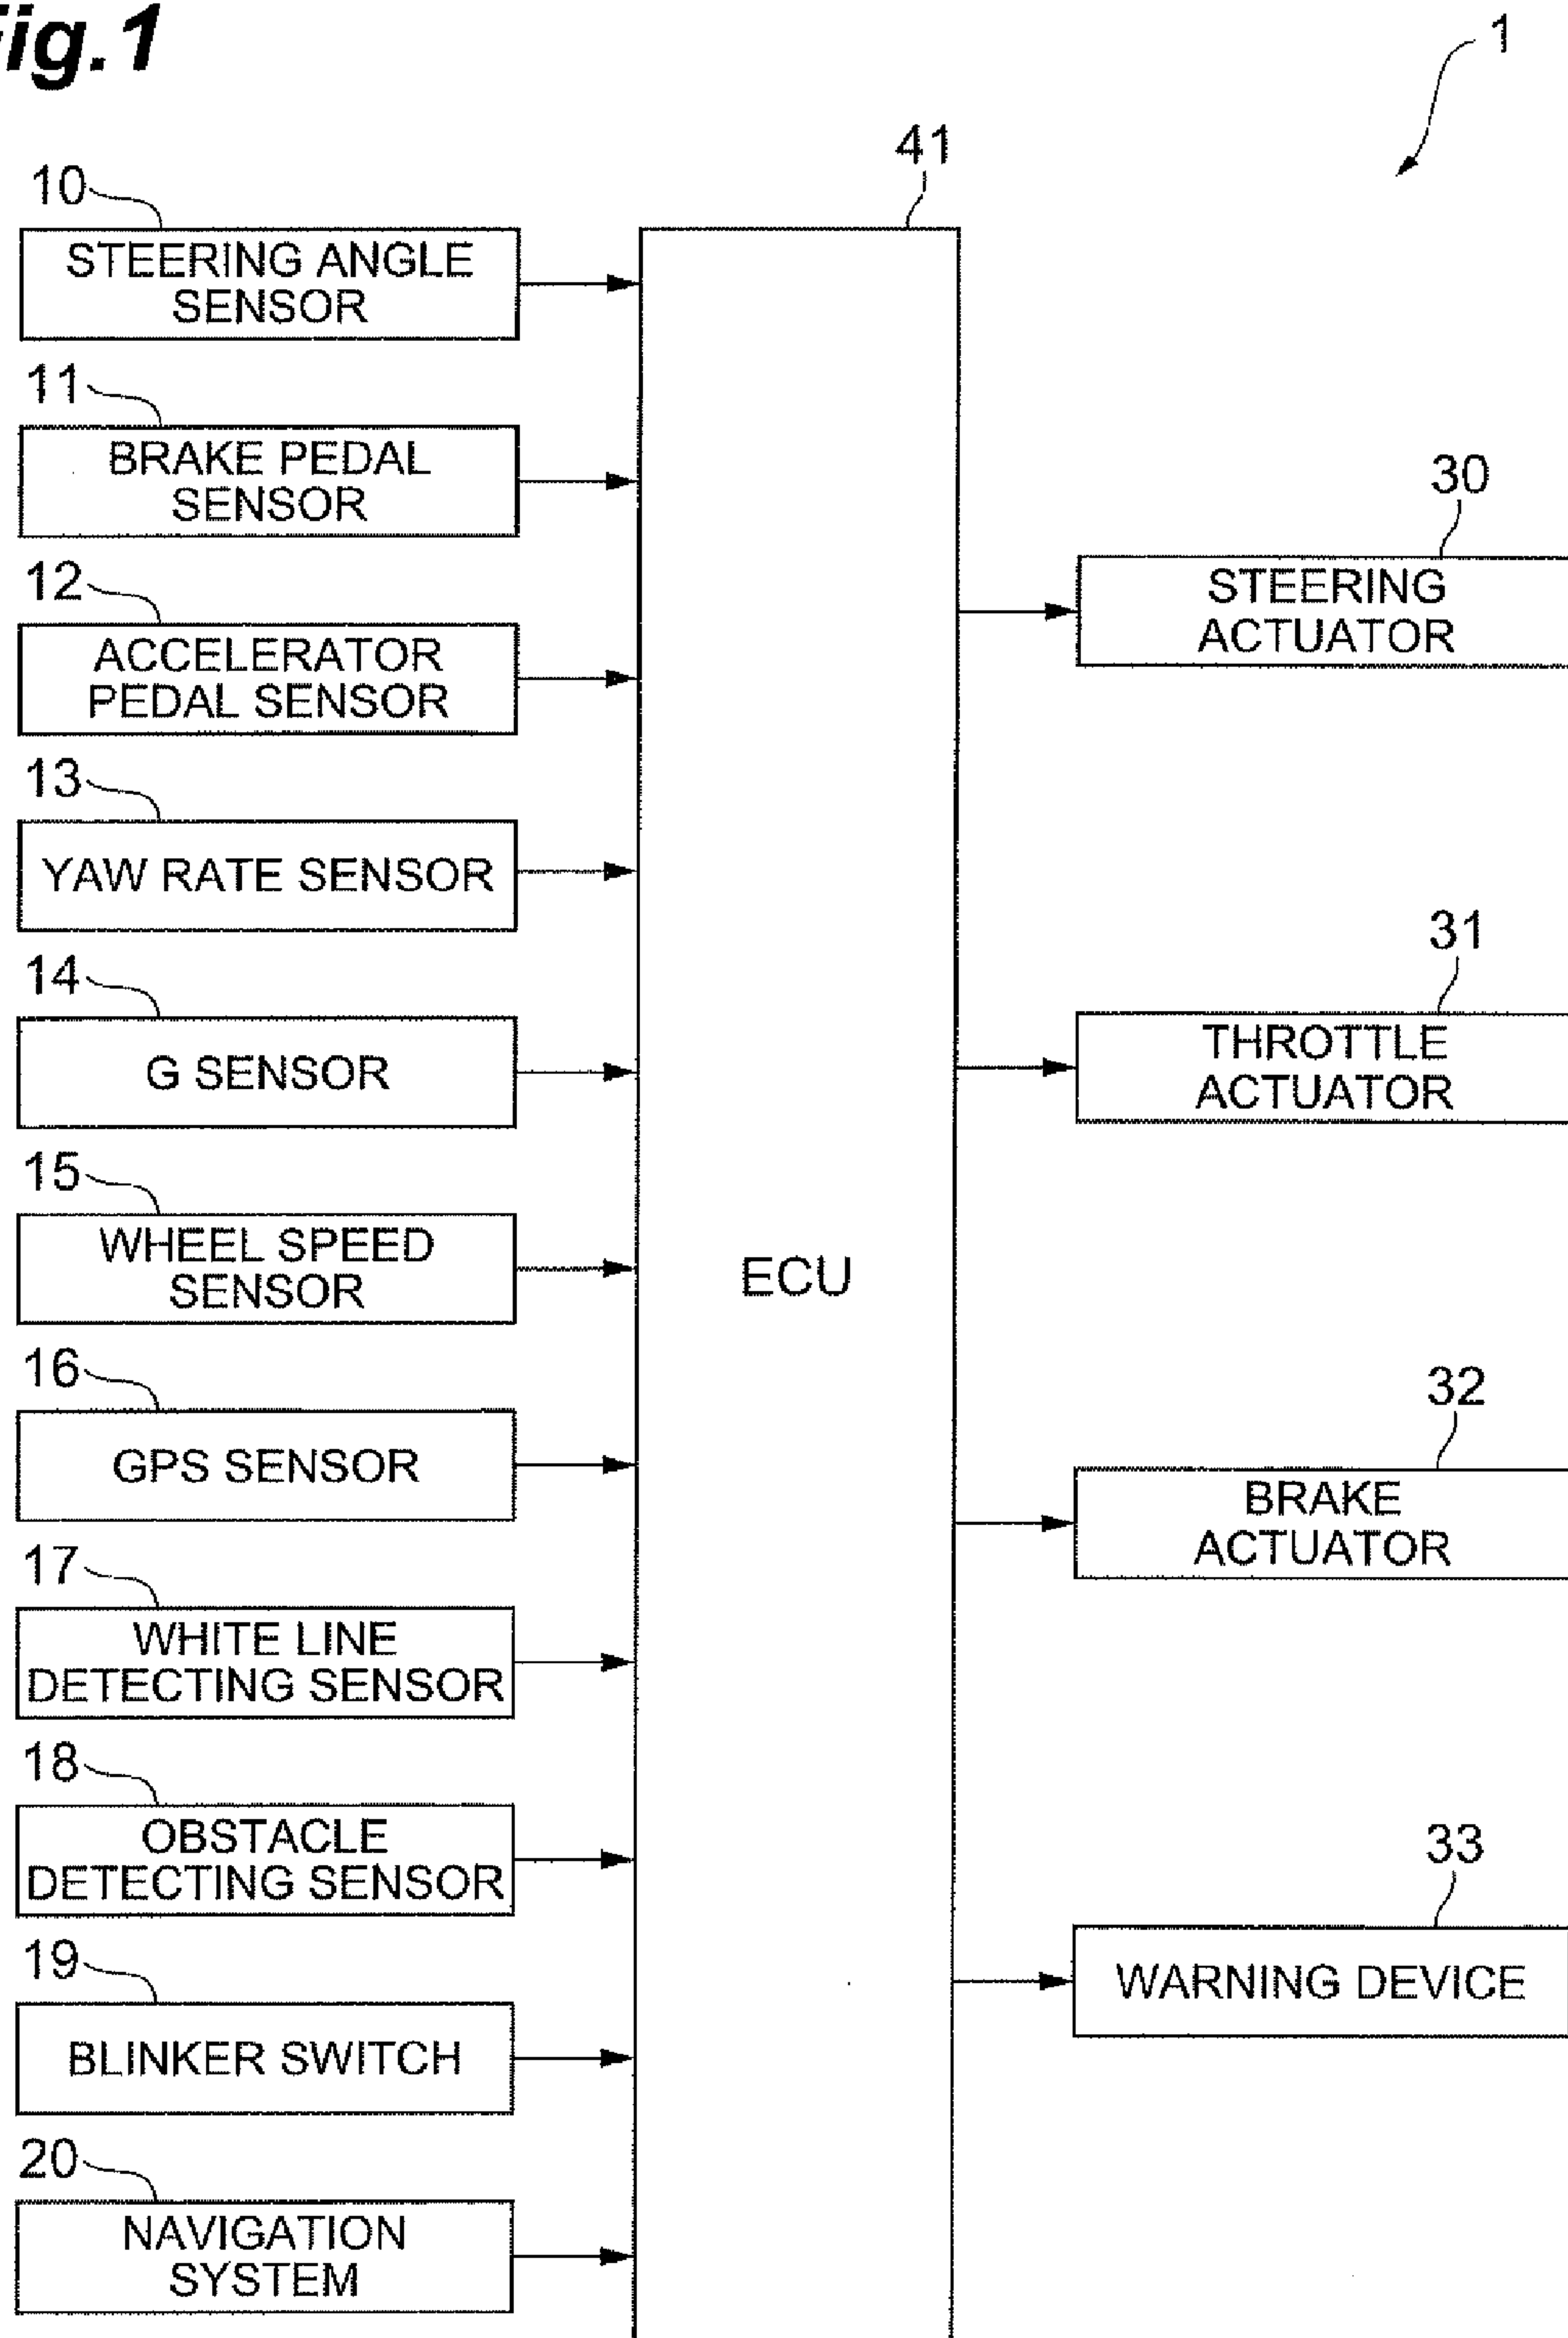 Fig.1
1
41
10
STEERING ANGLE
SENSOR
11
BRAKE PEDAL
SENSOR
12
ACCELERATOR
PEDAL SENSOR
13
YAW RATE SENSOR
14
G SENSOR
15
WHEEL SPEED
SENSOR
16
GPS SENSOR
17
WHITE LINE
DETECTING SENSOR
18
OBSTACLE
DETECTING SENSOR
19
BLINKER SWITCH
20
NAVIGATION
SYSTEM
ECU
30
STEERING
ACTUATOR
31
THROTTLE
ACTUATOR
32
BRAKE
ACTUATOR
33
WARNING DEVICE